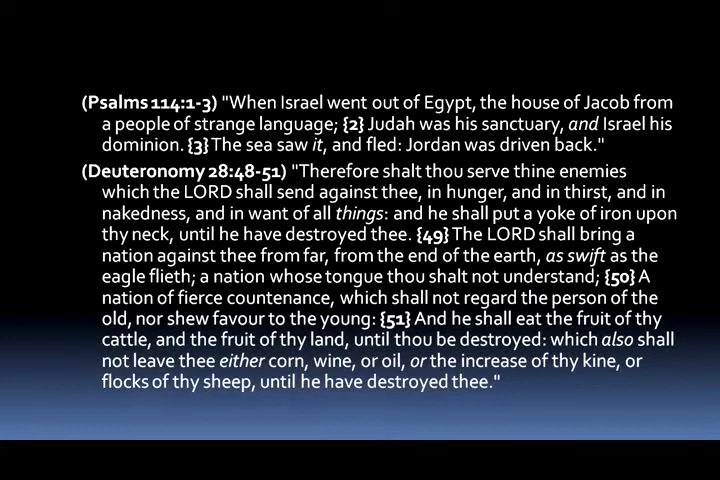 (Psalms 114:1-3) "When Israel went out of Egypt, the house of Jacob from
a people of strange language; {2} Judah was his sanctuary, and Israel his
dominion. {3} The sea saw it, and fled: Jordan was driven back."
(Deuteronomy 28:48-51) "Therefore shalt thou serve thine enemies
which the LORD shall send against thee, in hunger, and in thirst, and in
nakedness, and in want of all things: and he shall put a yoke of iron upon
thy neck, until he have destroyed thee. {49} The LORD shall bring a
nation against thee from far, from the end of the earth, as swift as the
eagle flieth; a nation whose tongue thou shalt not understand; {50} A
nation of fierce countenance, which shall not regard the person of the
old, nor shew favour to the young: {51} And he shall eat the fruit of thy
cattle, and the fruit of thy land, until thou be destroyed: which also shall
not leave thee either corn, wine, or oil, or the increase of thy kine, or
flocks of thy sheep, until he have destroyed thee."